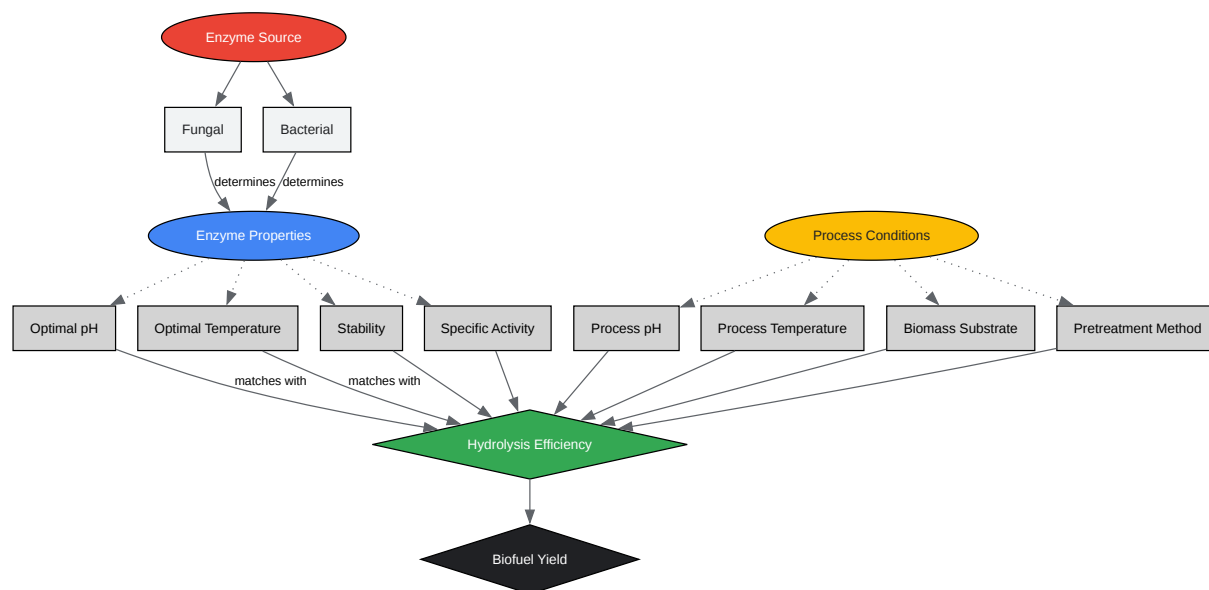 Enzyme Source
Fungal
Bacterial
determines
determines
Enzyme Properties
Process Conditions
Optimal pH
Optimal Temperature
Stability
Specific Activity
Process pH
Process Temperature
Biomass Substrate
Pretreatment Method
matches with
matches with
Hydrolysis Efficiency
Biofuel Yield